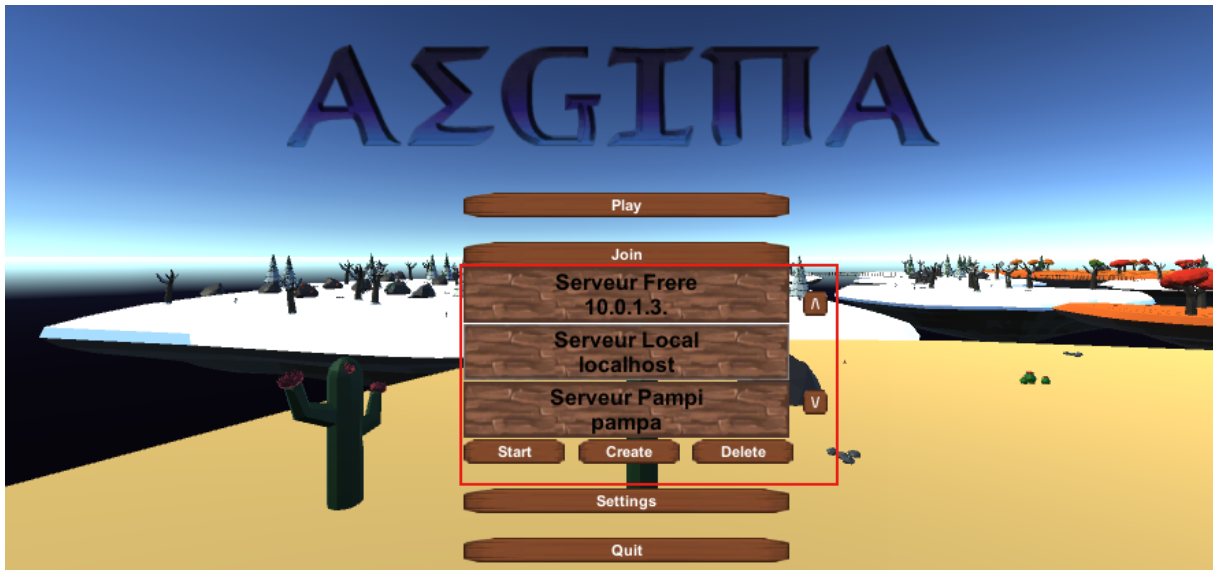 ΑΣGIΠA
Play
Join
Serveur Frere
10.0.1.3.
/\
Serveur Local
localhost
Serveur Pampi
\/
pampa
Start Create Delete
Settings
Quit